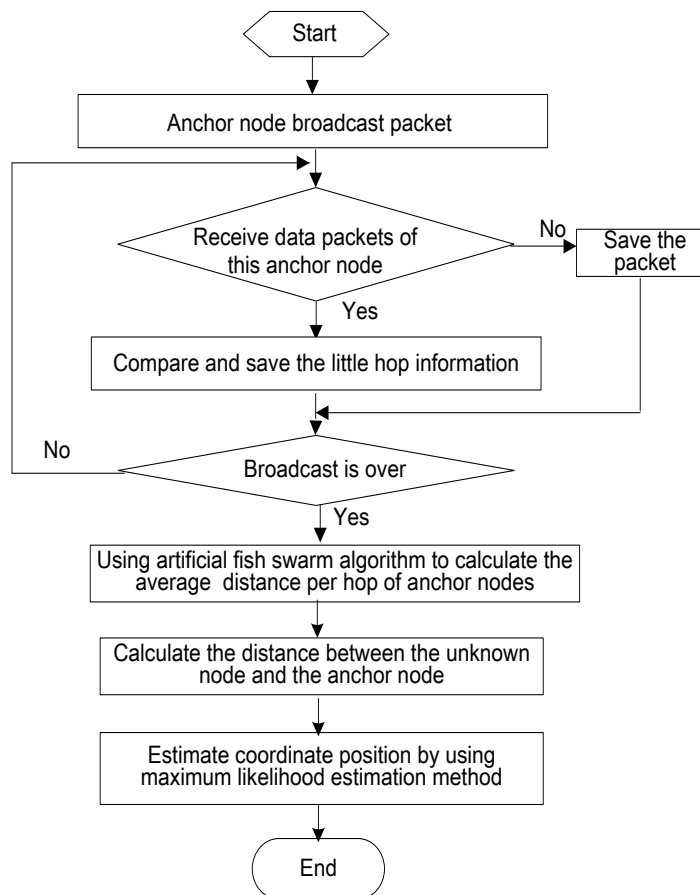 Start
Anchor node broadcast packet
Receive data packets of
this anchor node
No
Save the
packet
Yes
Compare and save the little hop information
No
Broadcast is over
Yes
Using artificial fish swarm algorithm to calculate the
average distance per hop of anchor nodes
Calculate the distance between the unknown
node and the anchor node
Estimate coordinate position by using
maximum likelihood estimation method
End